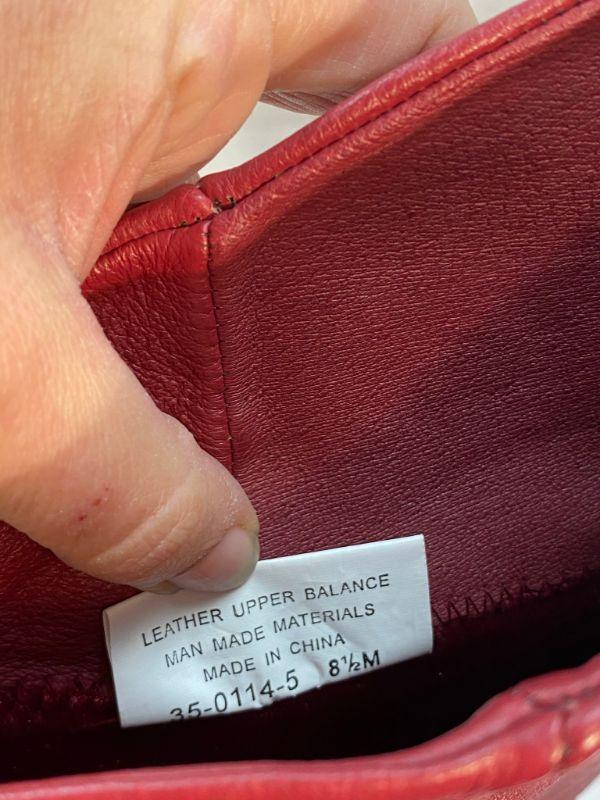 LEATHER UPPER BALANCE
MAN MADE MATERIALS
MADE IN CHINA
35-0114-5 8½M